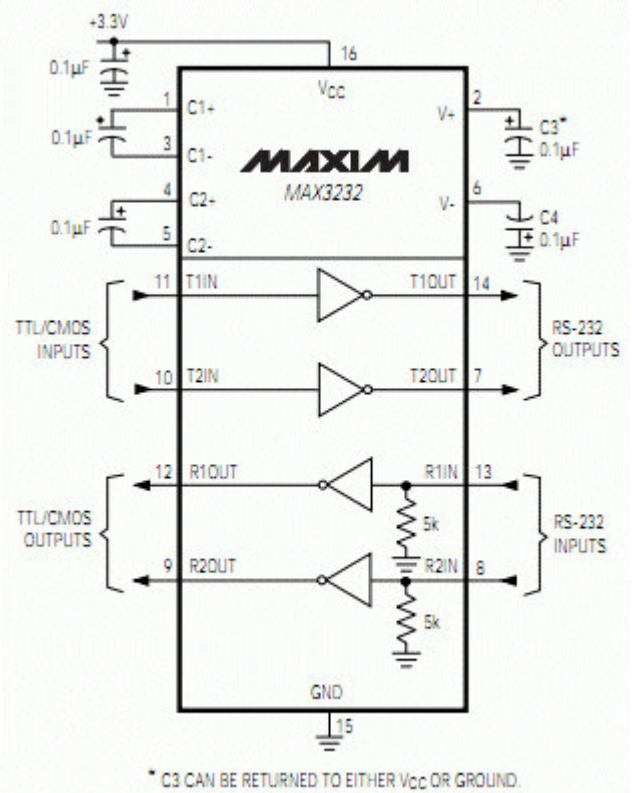 +3.3V
0.1µF
16
VCC
1
C1+
0.1µF
3
C1-
4
C2+
0.1µF
5
C2-
2
V+
C3*
0.1µF
6
V-
C4
0.1µF
MAXIM
MAX3232
TTL/CMOS
INPUTS
11
T1IN
T1OUT
14
10
T2IN
T2OUT
7
RS-232
OUTPUTS
TTL/CMOS
OUTPUTS
12
R1OUT
R1IN
13
5k
9
R2OUT
R2IN
8
5k
RS-232
INPUTS
GND
15
* C3 CAN BE RETURNED TO EITHER VCC OR GROUND.